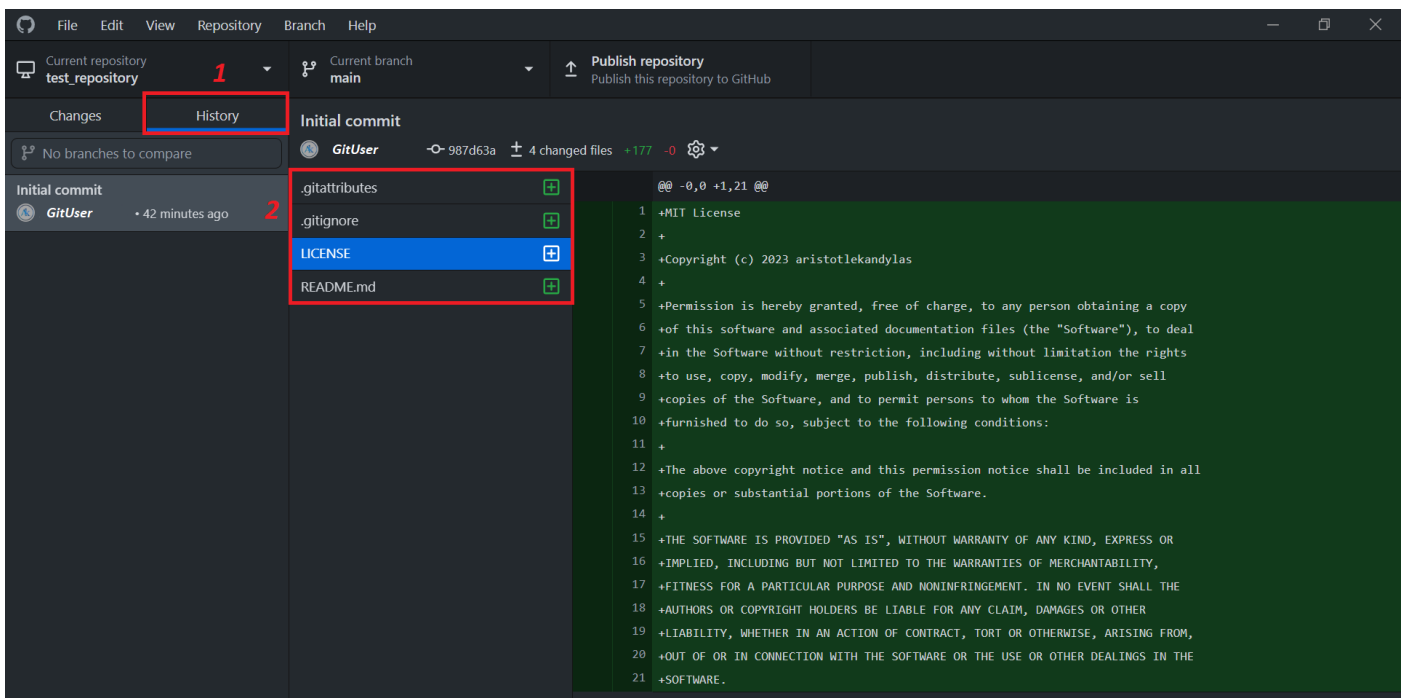 File Edit View Repository Branch Help
Current repository
test_repository
1
Current branch
main
Publish repository
Publish this repository to GitHub
Changes History
No branches to compare
Initial commit
GitUser • 42 minutes ago
2
Initial commit
GitUser 987d63a 4 changed files +177 -0
.gitattributes
.gitignore
LICENSE
README.md
@@ -0,0 +1,21 @@
1 +MIT License
2 +
3 +Copyright (c) 2023 aristotlekandylas
4 +
5 +Permission is hereby granted, free of charge, to any person obtaining a copy
6 +of this software and associated documentation files (the "Software"), to deal
7 +in the Software without restriction, including without limitation the rights
8 +to use, copy, modify, merge, publish, distribute, sublicense, and/or sell
9 +copies of the Software, and to permit persons to whom the Software is
10 +furnished to do so, subject to the following conditions:
11 +
12 +The above copyright notice and this permission notice shall be included in all
13 +copies or substantial portions of the Software.
14 +
15 +THE SOFTWARE IS PROVIDED "AS IS", WITHOUT WARRANTY OF ANY KIND, EXPRESS OR
16 +IMPLIED, INCLUDING BUT NOT LIMITED TO THE WARRANTIES OF MERCHANTABILITY,
17 +FITNESS FOR A PARTICULAR PURPOSE AND NONINFRINGEMENT. IN NO EVENT SHALL THE
18 +AUTHORS OR COPYRIGHT HOLDERS BE LIABLE FOR ANY CLAIM, DAMAGES OR OTHER
19 +LIABILITY, WHETHER IN AN ACTION OF CONTRACT, TORT OR OTHERWISE, ARISING FROM,
20 +OUT OF OR IN CONNECTION WITH THE SOFTWARE OR THE USE OR OTHER DEALINGS IN THE
21 +SOFTWARE.